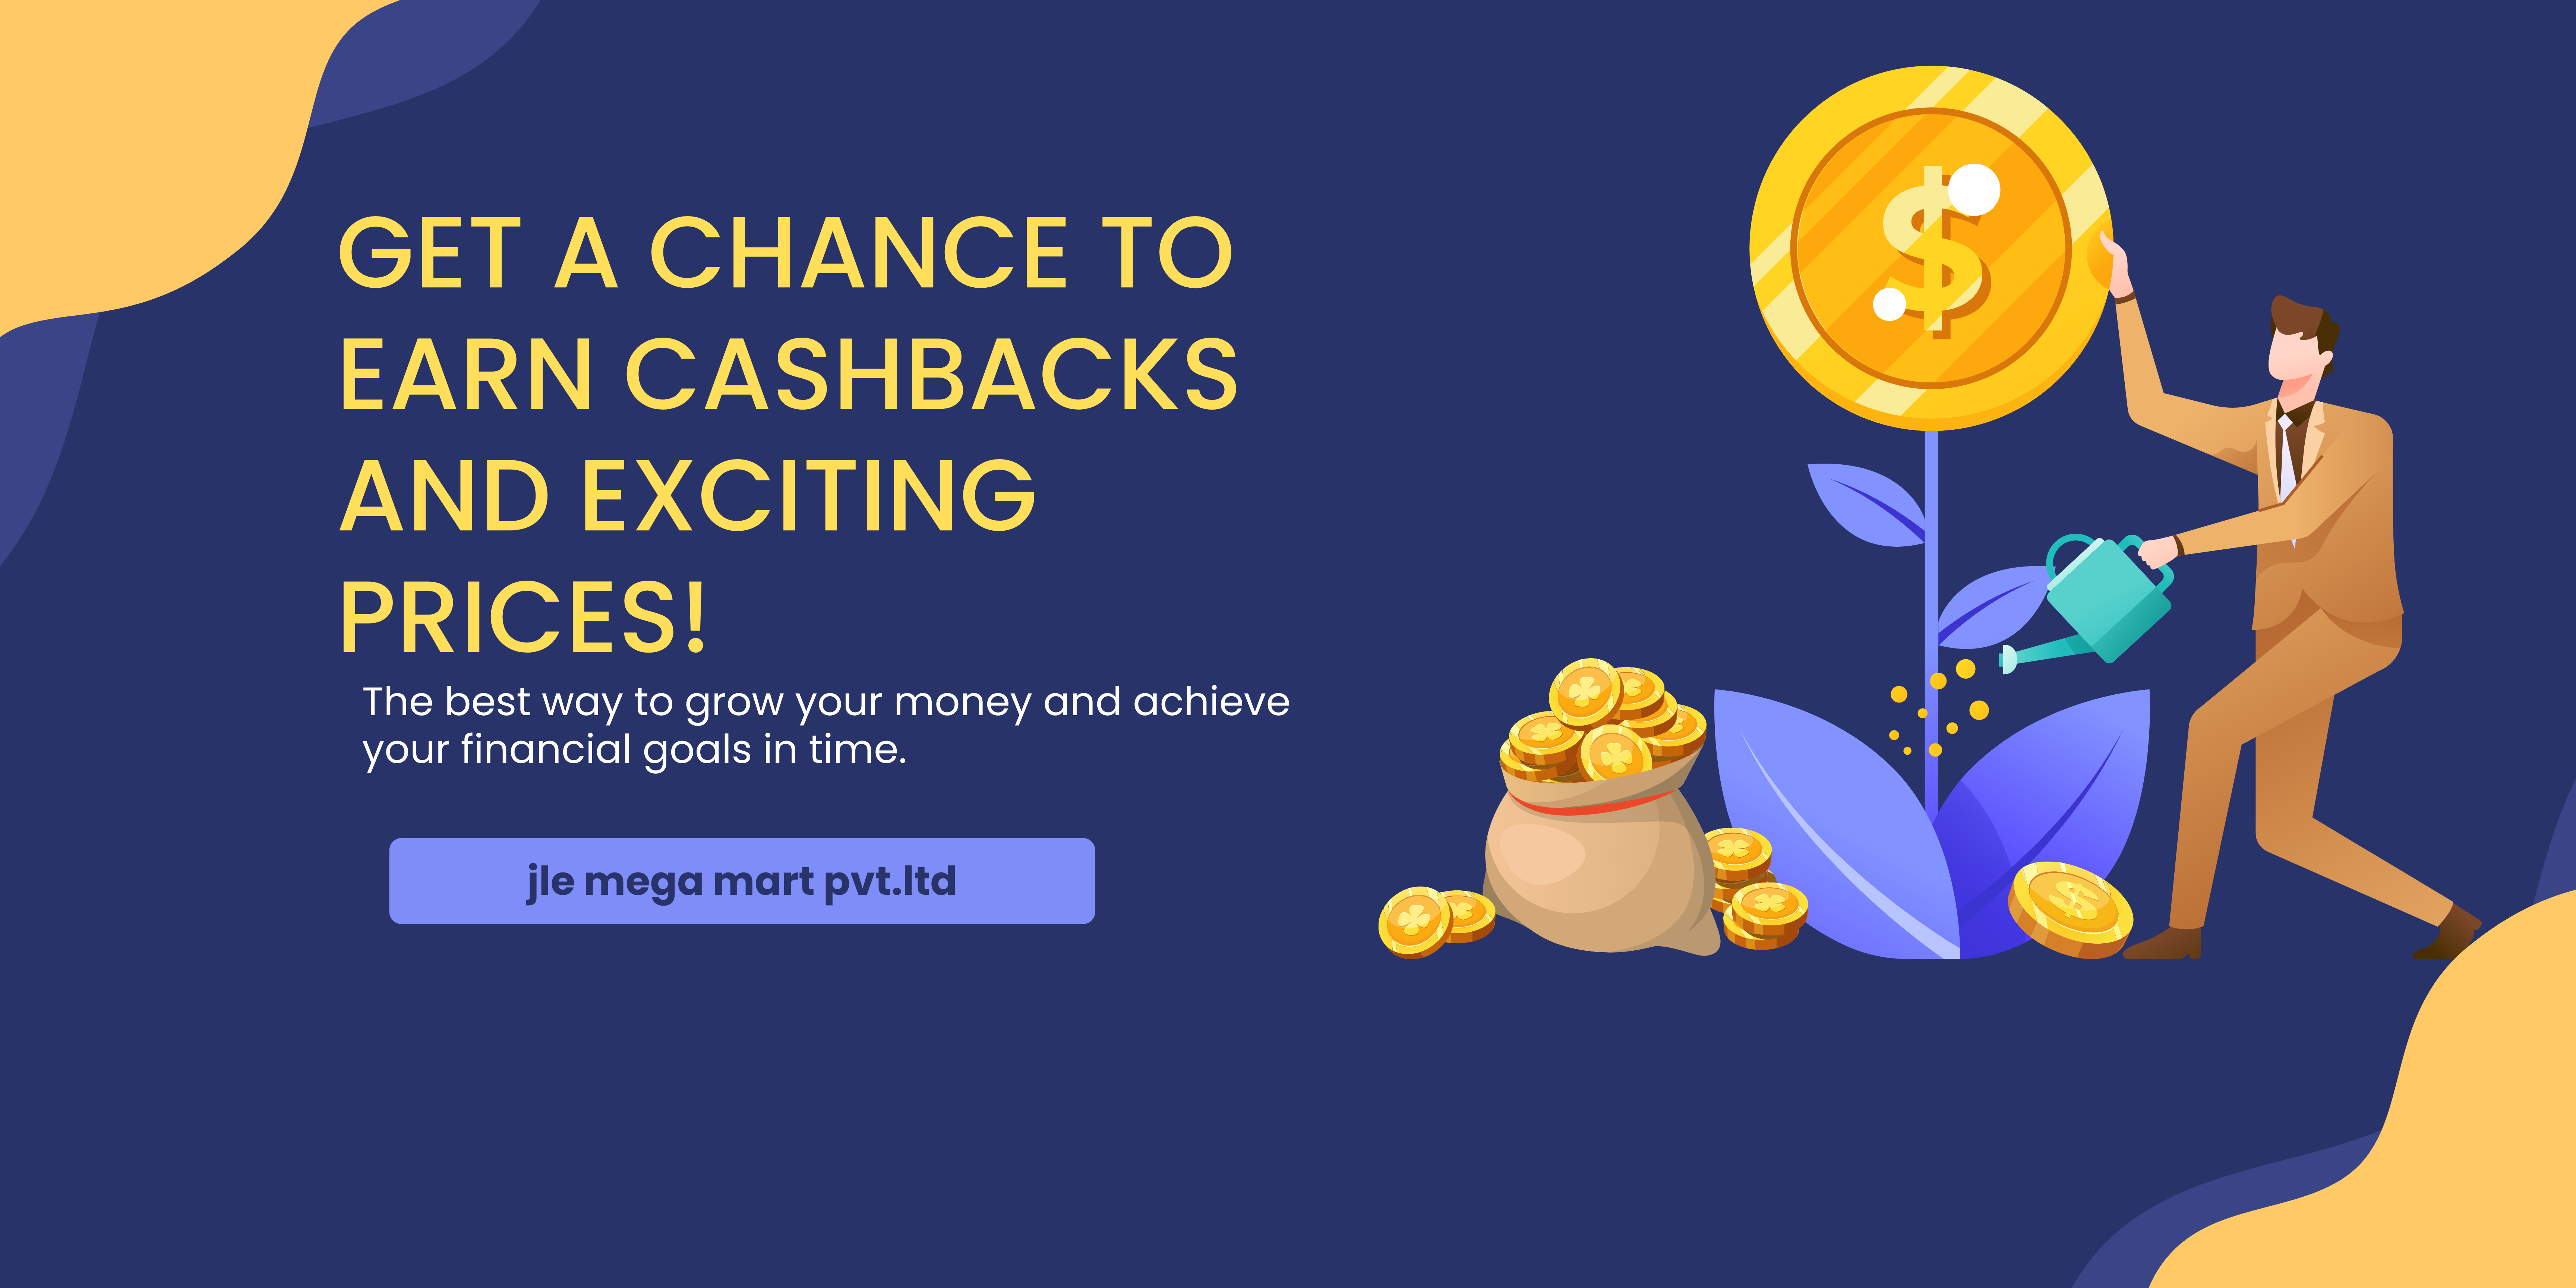 GET A CHANCE TO
EARN CASHBACKS
AND EXCITING
PRICES!
The best way to grow your money and achieve
your financial goals in time.
jle mega mart pvt.ltd
$
$